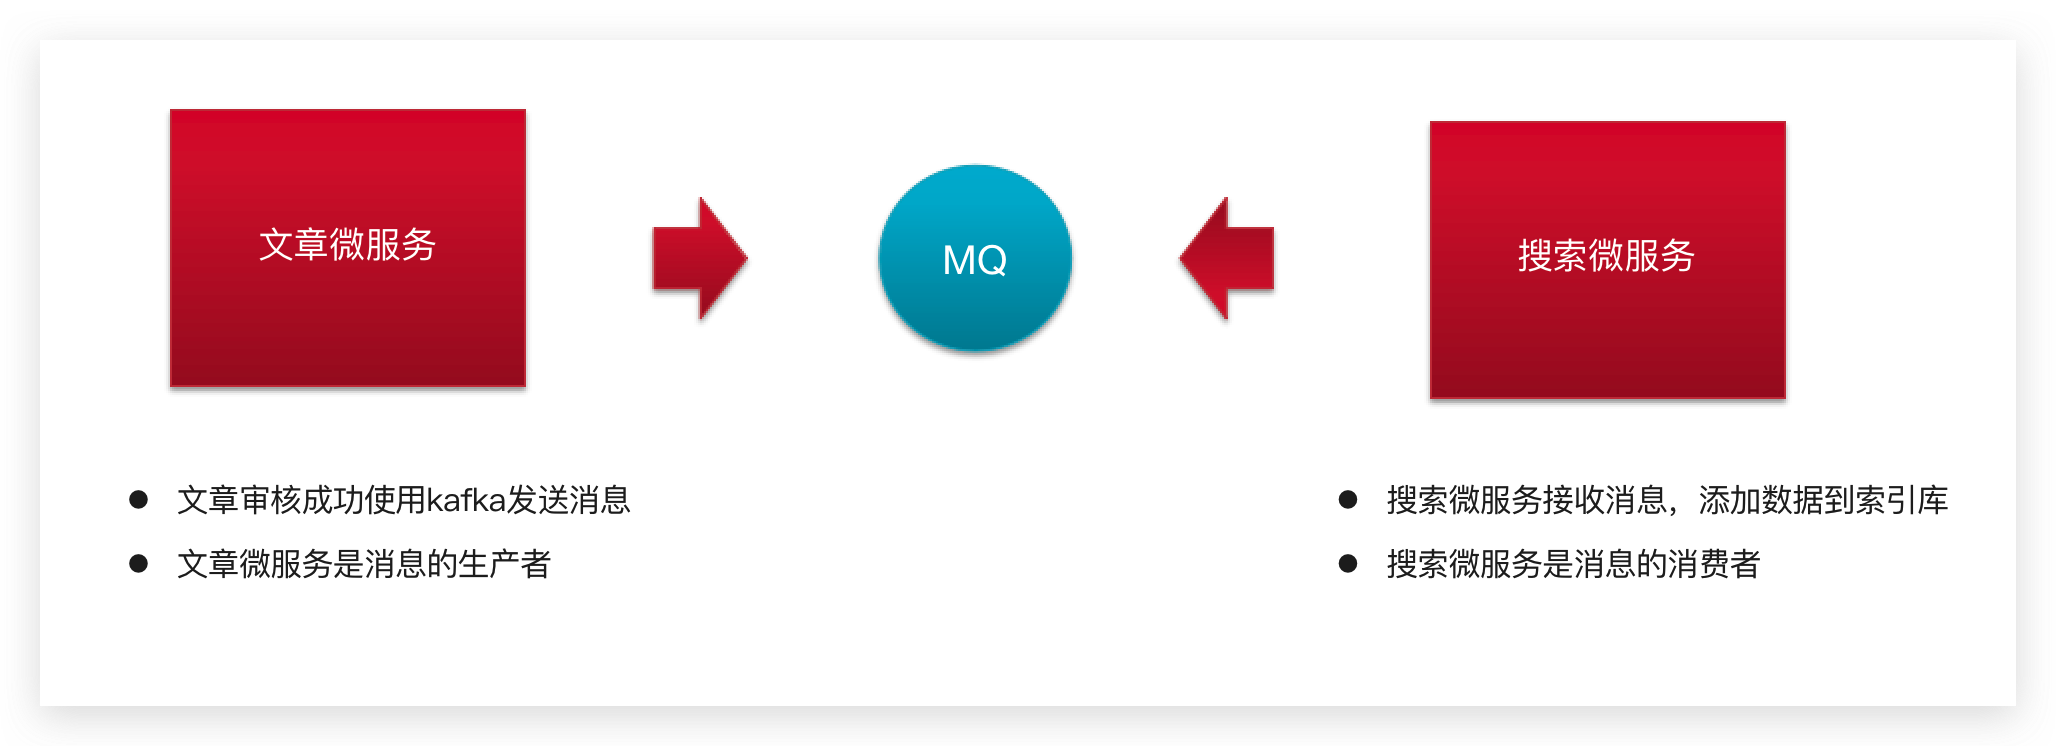 文章微服务
MQ
搜索微服务
文章审核成功使用kafka发送消息
文章微服务是消息的生产者
搜索微服务接收消息，添加数据到索引库
搜索微服务是消息的消费者